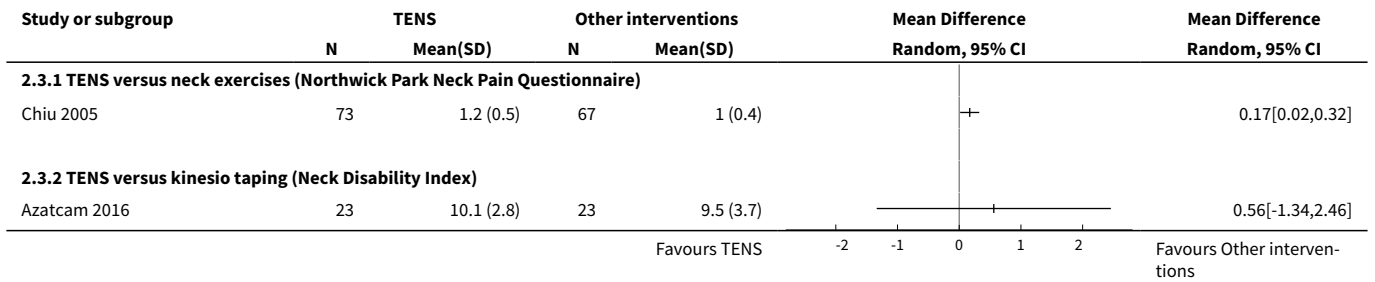 Study or subgroup TENS Other interventions Mean Difference Mean Difference
N Mean(SD) N Mean(SD) Random, 95% CI Random, 95% CI
2.3.1 TENS versus neck exercises (Northwick Park Neck Pain Questionnaire)
Chiu 2005 73 1.2 (0.5) 67 1 (0.4) 0.17[0.02,0.32]
2.3.2 TENS versus kinesio taping (Neck Disability Index)
Azatcam 2016 23 10.1 (2.8) 23 9.5 (3.7) 0.56[-1.34,2.46]
Favours TENS -2 -1 0 1 2 Favours Other interven-
tions